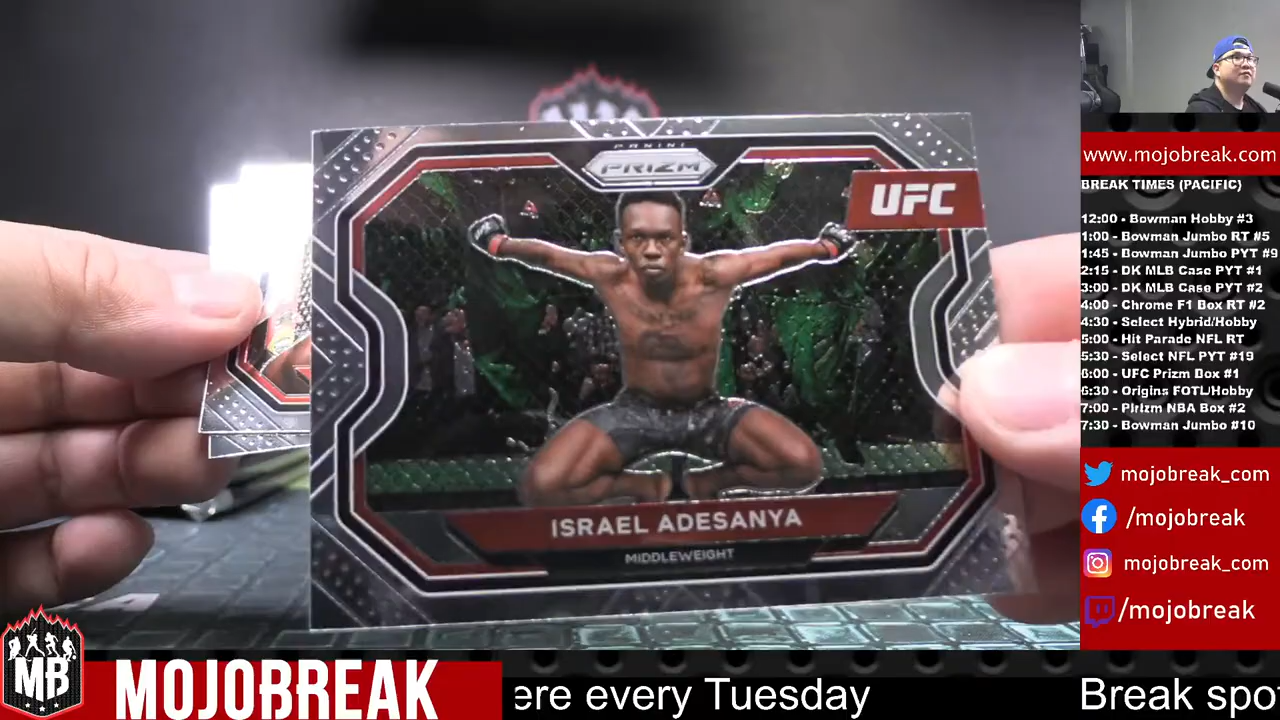 PANINI
PRIZM
UFC
ISRAEL ADESANYA
MIDDLEWEIGHT
www.mojobreak.com
BREAK TIMES (PACIFIC)
12:00 - Bowman Hobby #3
1:00 - Bowman Jumbo RT #5
1:45 - Bowman Jumbo PYT #9
2:15 - DK MLB Case PYT #1
3:00 - DK MLB Case PYT #2
4:00 - Chrome F1 Box RT #2
4:30 - Select Hybrid/Hobby
5:00 - Hit Parade NFL RT
5:30 - Select NFL PYT #19
6:00 - UFC Prizm Box #1
6:30 - Origins FOTL/Hobby
7:00 - Pirizm NBA Box #2
7:30 - Bowman Jumbo #10
mojobreak_com
/mojobreak
mojobreak_com
/mojobreak
MB
MOJOBREAK
ere every Tuesday
Break spo